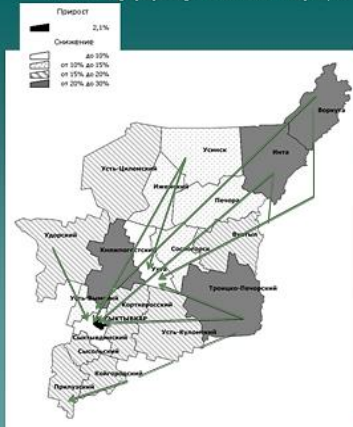 Прирост
2,1%
Снижение
до 10%
от 10% до 15%
от 15% до 20%
от 20% до 30%
Воркута
Усинск
Инта
Усть-Цилемский
Ижемский
Печора
Удорский
Вуктыл
Княжпогостский
Сосногорск
Ухта
Троицко-Печорский
Усть-Вымский
Корткеросский
СЫКТЫВКАР
Усть-Куломский
Сыктывдинский
Сысольский
Койгородский
Прилузский